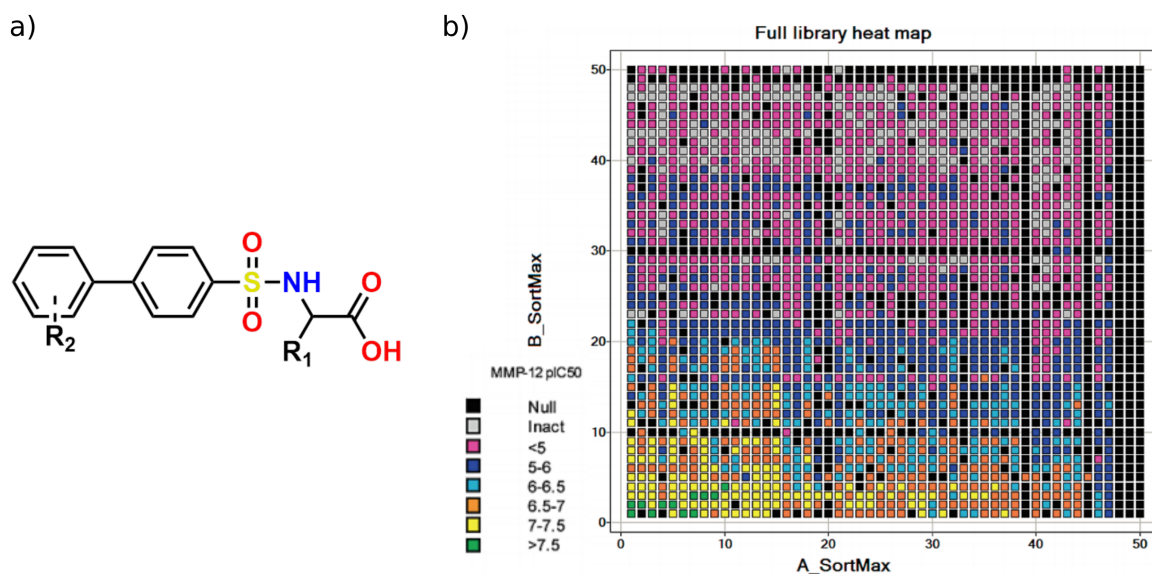 a)
b)
Full library heat map
O
S
NH
O
O
OH
R1
R2
B_SortMax
50
40
30
20
10
0
0 10 20 30 40 50
A_SortMax
MMP-12 pIC50
Null
Inact
<5
5-6
6-6.5
6.5-7
7-7.5
>7.5